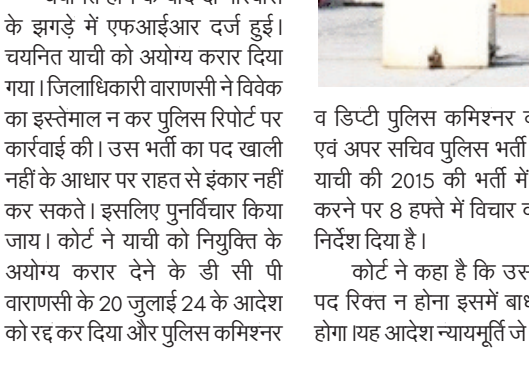 के झगड़े में एफआईआर दर्ज हुई।
चयनित याची को अयोग्य करार दिया
गया।जिलाधिकारी वाराणसी ने विवेक
का इस्तेमाल न कर पुलिस रिपोर्ट पर
कार्रवाई की। उस भर्ती का पद खाली
नहीं के आधार पर राहत से इंकार नहीं
कर सकते। इसलिए पुनर्विचार किया
जाय। कोर्ट ने याची को नियुक्ति के
अयोग्य करार देने के डी सी पी
वाराणसी के 20 जुलाई 24 के आदेश
को रद्द कर दिया और पुलिस कमिश्नर
व डिप्टी पुलिस कमिश्नर
एवं अपर सचिव पुलिस भर्ती
याची की 2015 की भर्ती में
करने पर 8 हफ्ते में विचार
निर्देश दिया है।
कोर्ट ने कहा है कि
पद रिक्त न होना इसमें
होगा।यह आदेश न्यायमूर्ति जे